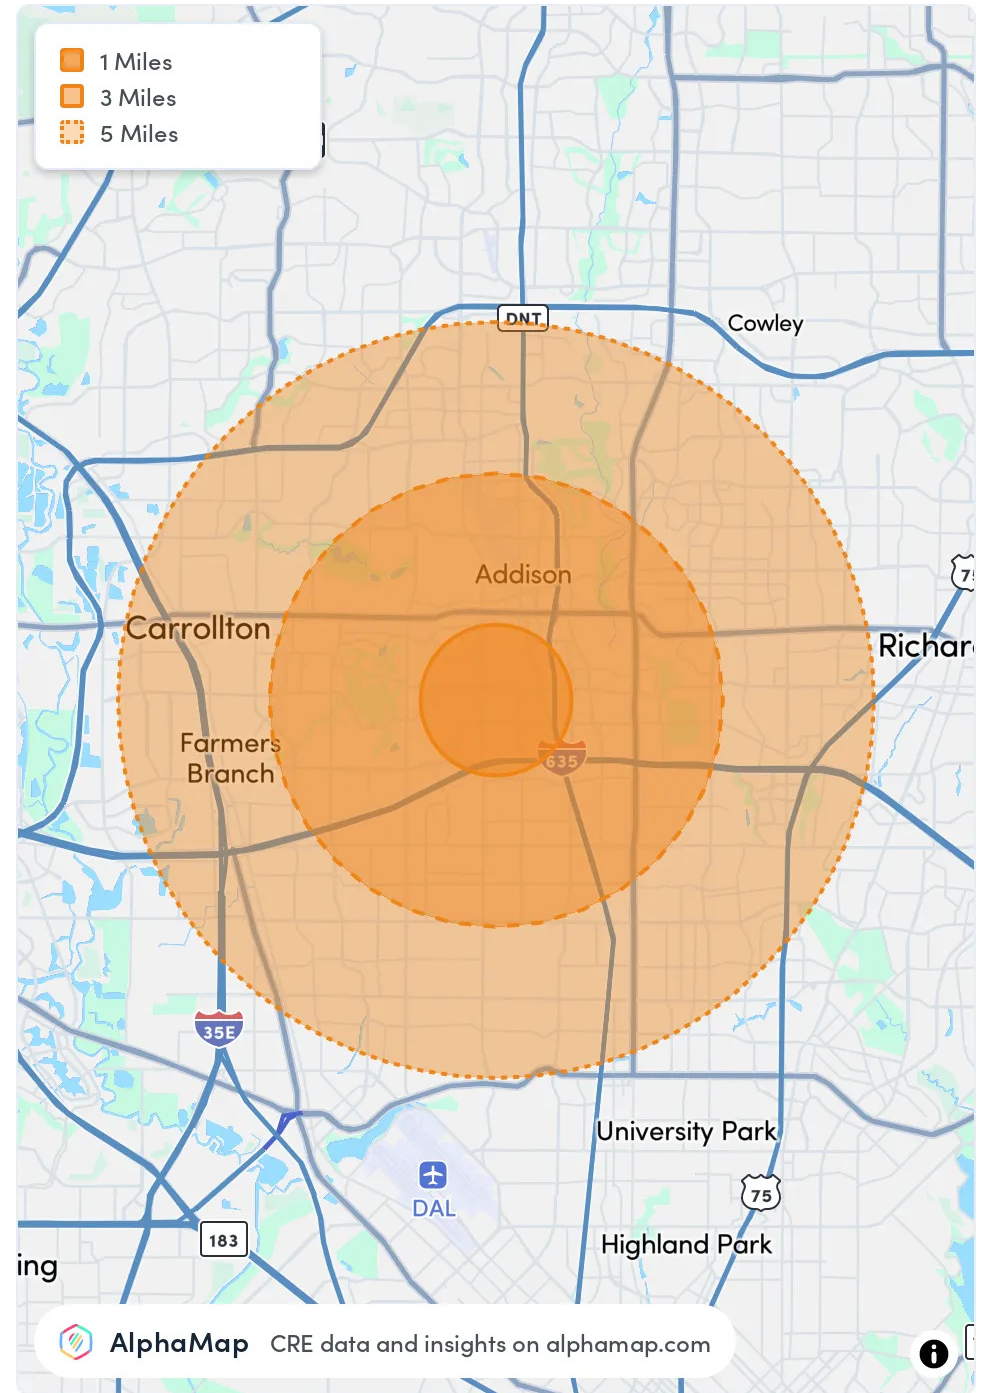 1 Miles
3 Miles
5 Miles
DNT
Cowley
Addison
75
Carrollton
Richar
Farmers
Branch
635
35E
University Park
DAL
75
183
Highland Park
ing
AlphaMap CRE data and insights on alphamap.com